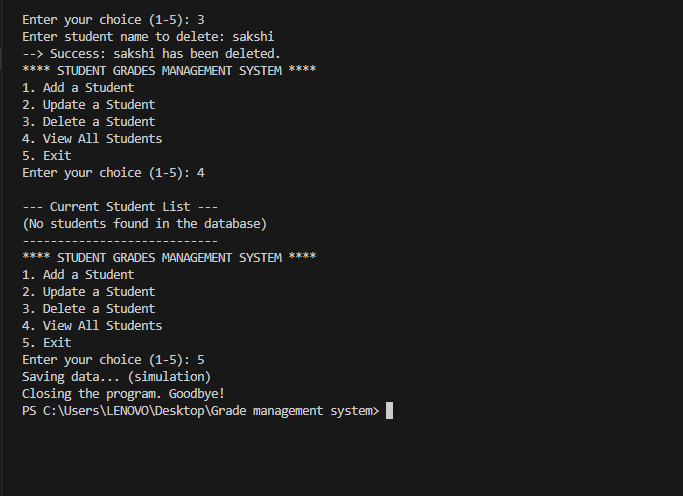 Enter your choice (1-5): 3
Enter student name to delete: sakshi
--> Success: sakshi has been deleted.
**** STUDENT GRADES MANAGEMENT SYSTEM ****
1. Add a Student
2. Update a Student
3. Delete a Student
4. View All Students
5. Exit
Enter your choice (1-5): 4

--- Current Student List ---
(No students found in the database)
----------------------------
**** STUDENT GRADES MANAGEMENT SYSTEM ****
1. Add a Student
2. Update a Student
3. Delete a Student
4. View All Students
5. Exit
Enter your choice (1-5): 5
Saving data... (simulation)
Closing the program. Goodbye!
PS C:\Users\LENOVO\Desktop\Grade management system>